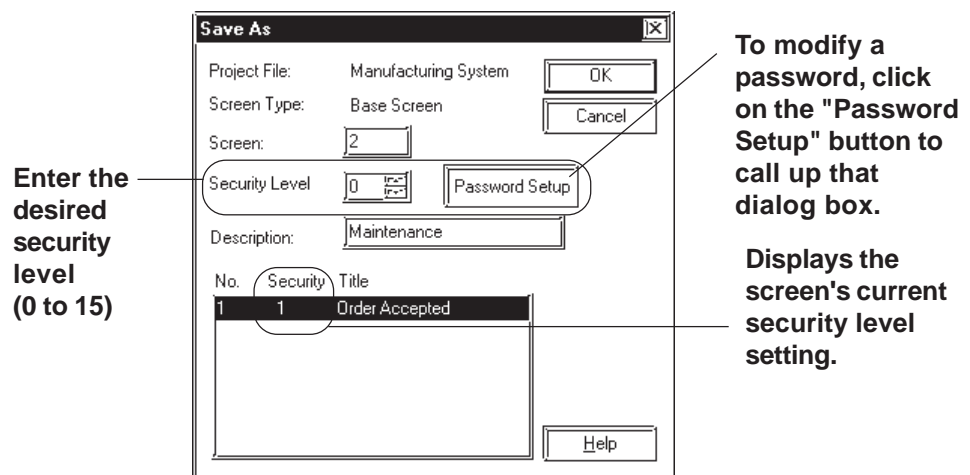 Save As
Project File: Manufacturing System OK
Screen Type: Base Screen Cancel
Screen: 2
Security Level 0 Password Setup
Description: Maintenance
No. Security Title
1 1 Order Accepted
Help
Enter the
desired
security
level
(0 to 15)
To modify a
password, click
on the "Password
Setup" button to
call up that
dialog box.
Displays the
screen's current
security level
setting.